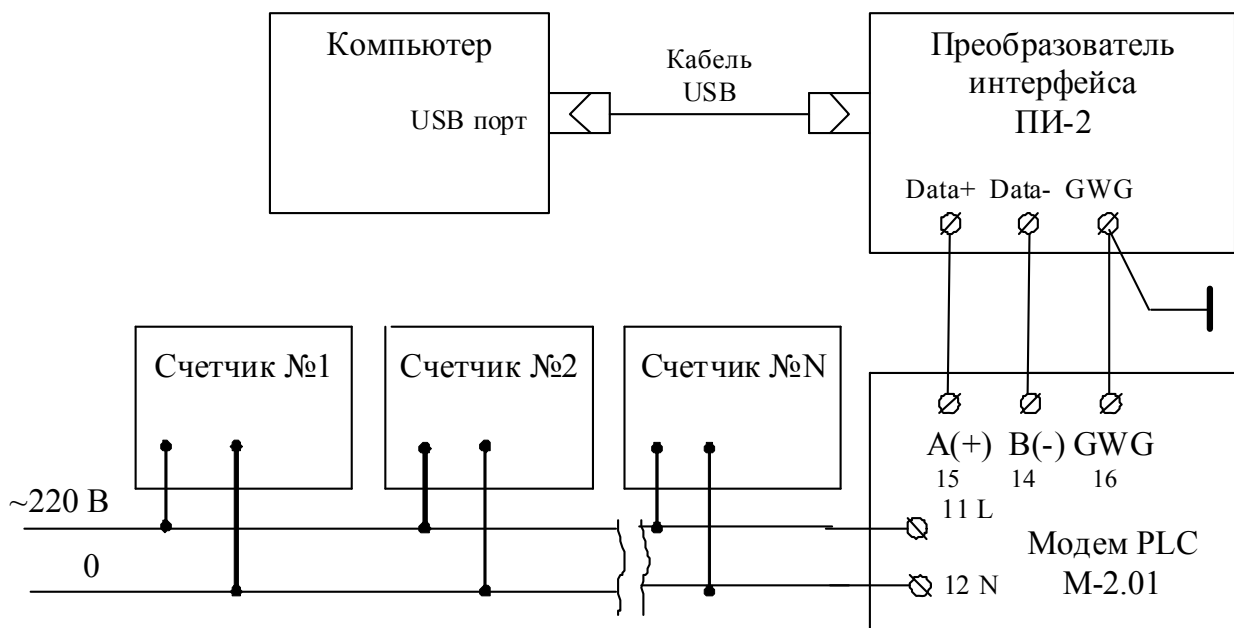 Компьютер
USB порт
Кабель
USB
Преобразователь
интерфейса
ПИ-2
Data+ Data- GWG
Счетчик №1
Счетчик №2
Счетчик №N
A(+) B(-) GWG
15 14 16
~220 В
11 L
0
12 N
Модем PLC
М-2.01